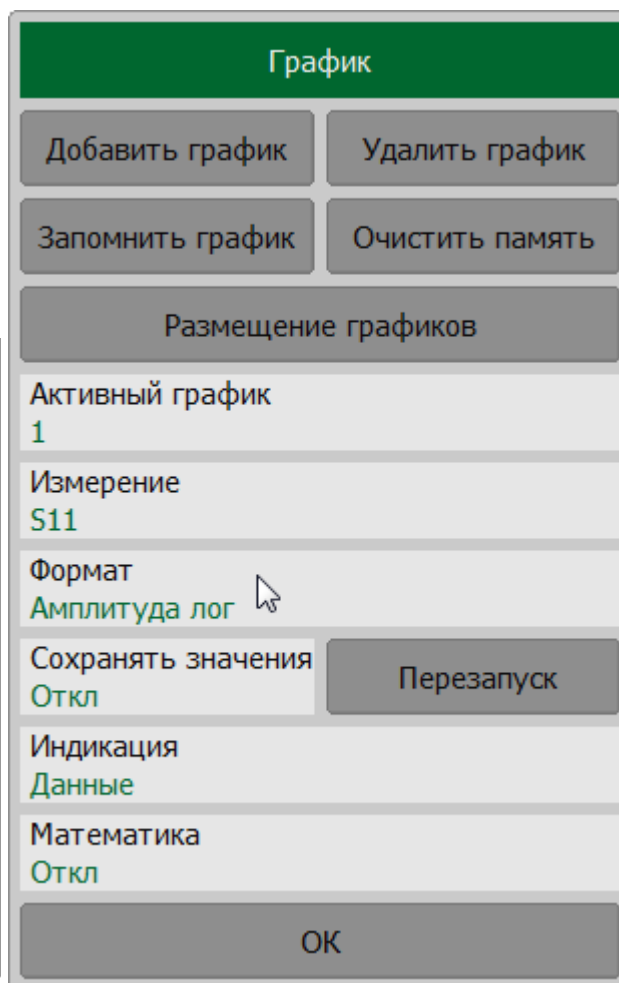 График
Добавить график
Удалить график
Запомнить график
Очистить память
Размещение графиков
Активный график
1
Измерение
S11
Формат
Амплитуда лог
Сохранять значения
Откл
Перезапуск
Индикация
Данные
Математика
Откл
ОК